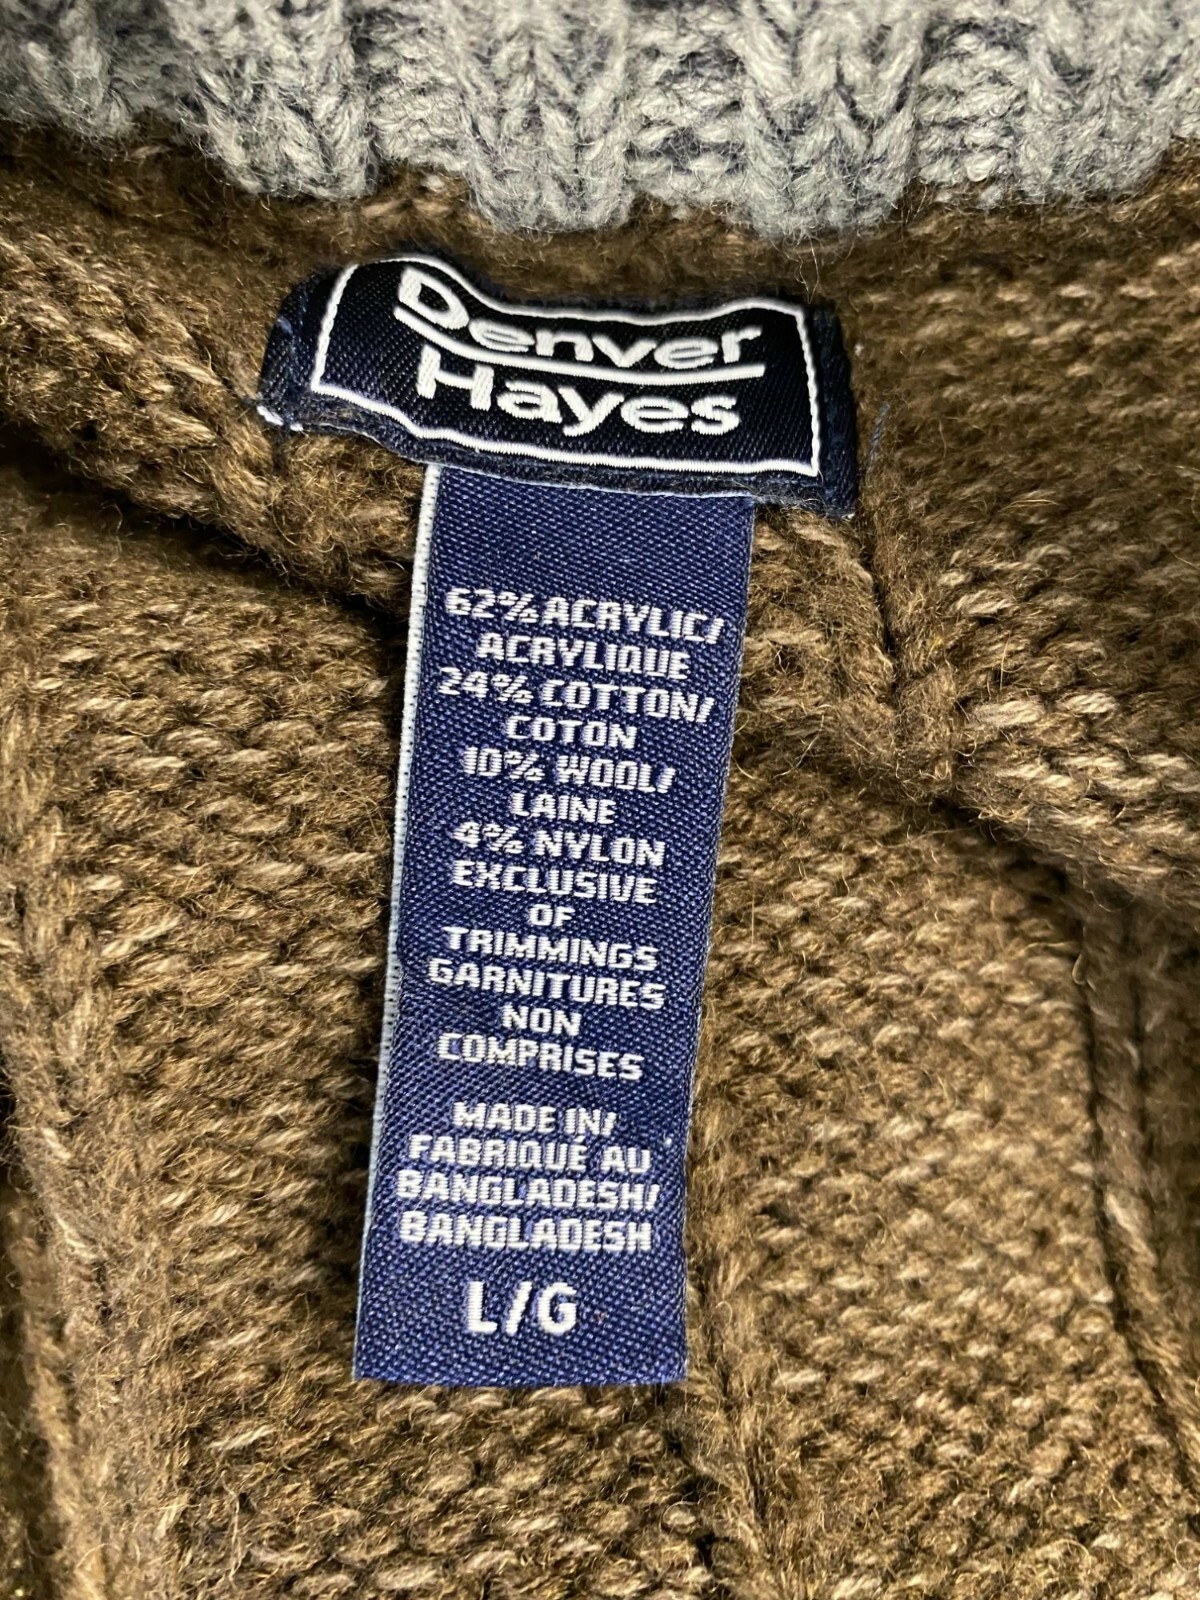 Denver
Hayes
62% ACRYLIC/
ACRYLIQUE
24% COTTON/
COTON
10% WOOL/
LAINE
4% NYLON
EXCLUSIVE
OF
TRIMMINGS
GARNITURES
NON
COMPRISES
MADE IN/
FABRIQUÉ AU
BANGLADESH/
BANGLADESH
L/G